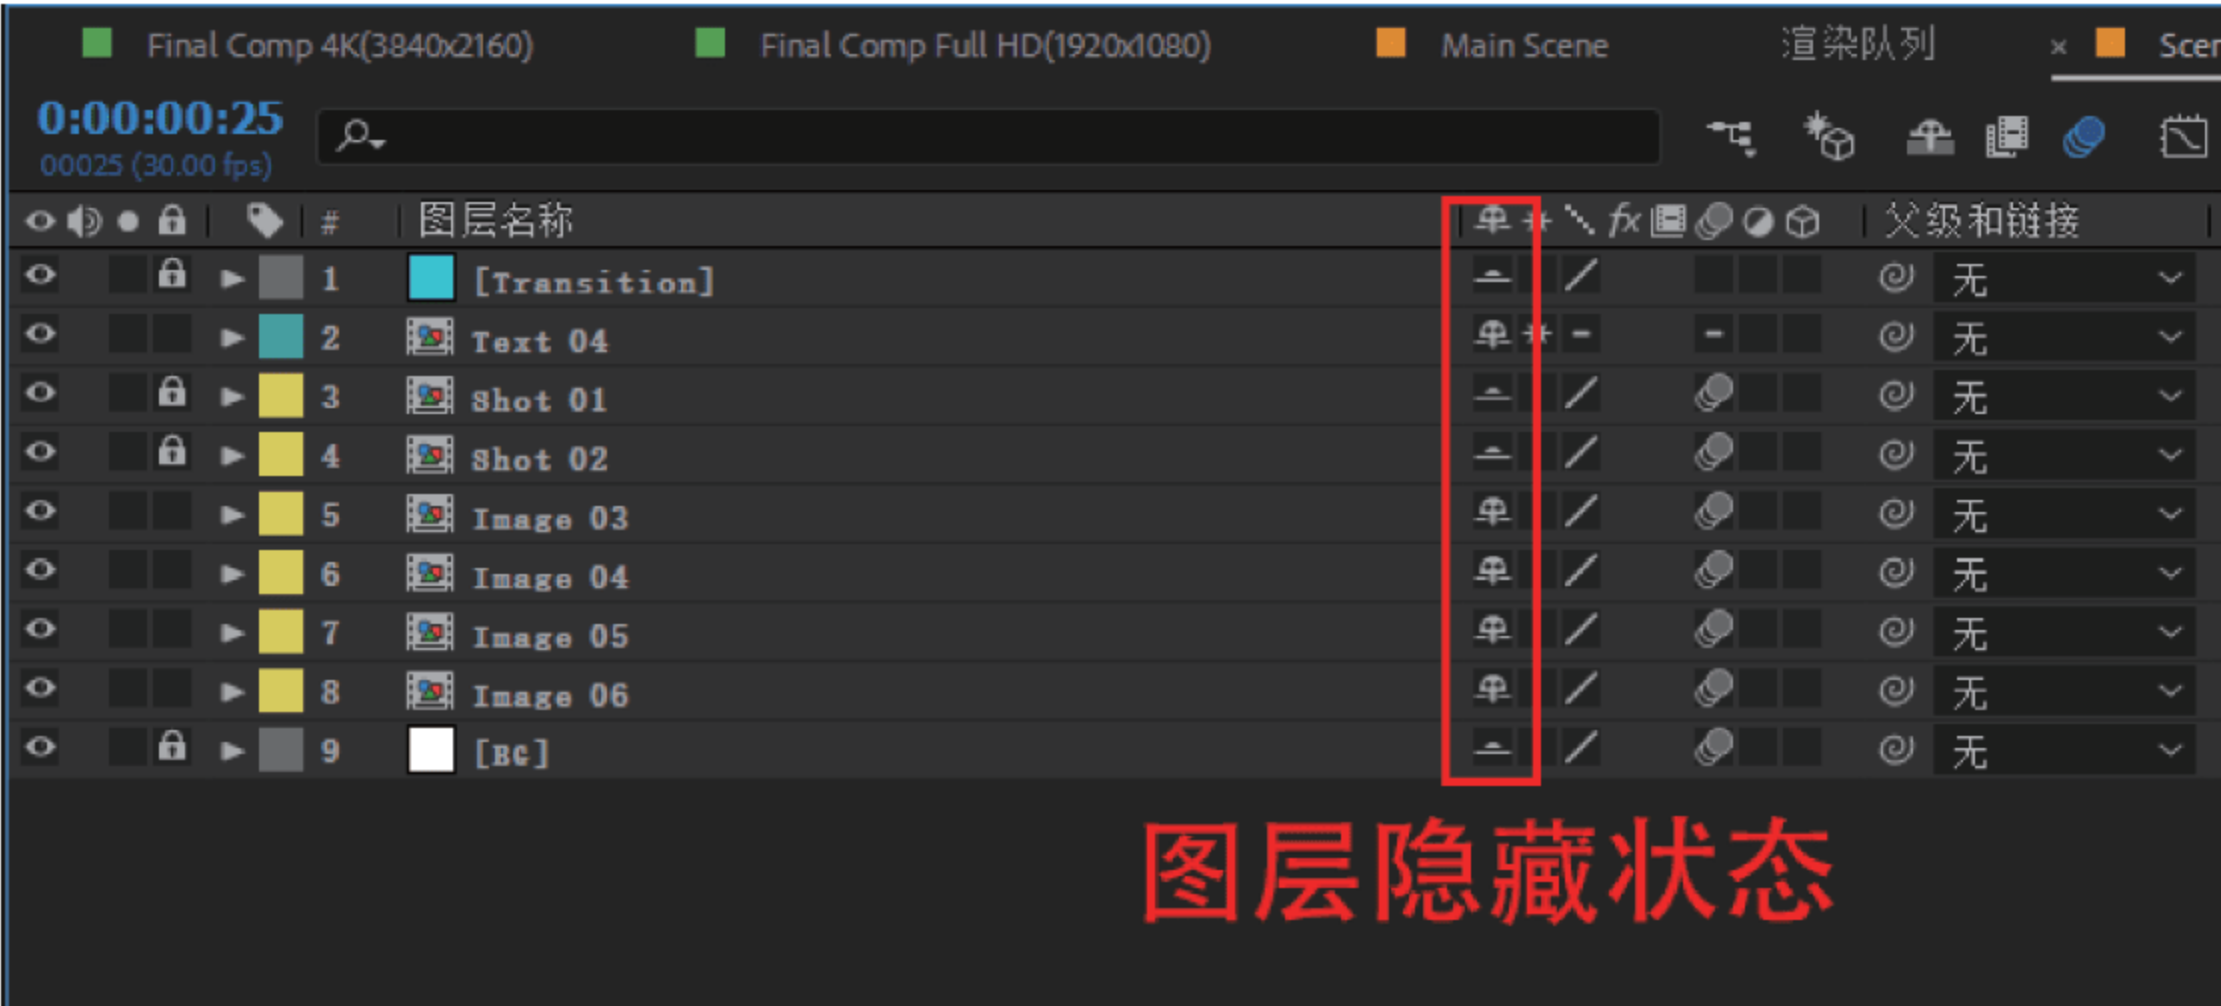 Final Comp 4K(3840x2160) Final Comp Full HD(1920x1080) Main Scene 渲染队列 × Scen
0:00:00:25
00025 (30.00 fps)
# 图层名称 fx 父级和链接
1 [Transition] 无
2 Text 04 无
3 Shot 01 无
4 Shot 02 无
5 Image 03 无
6 Image 04 无
7 Image 05 无
8 Image 06 无
9 [BG] 无
图层隐藏状态